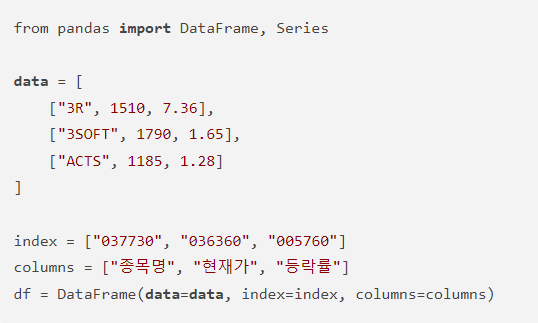 from pandas import DataFrame, Series

data = [
    ["3R", 1510, 7.36],
    ["3SOFT", 1790, 1.65],
    ["ACTS", 1185, 1.28]
]

index = ["037730", "036360", "005760"]
columns = ["종목명", "현재가", "등락률"]
df = DataFrame(data=data, index=index, columns=columns)